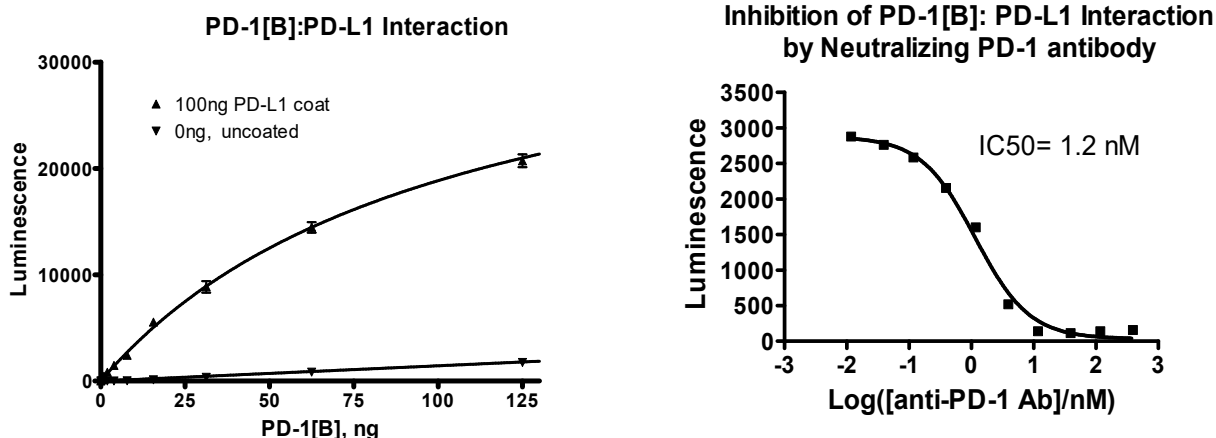 PD-1[B]:PD-L1 Interaction
30000
20000
10000
0
Luminescence
▲ 100ng PD-L1 coat
▼ 0ng, uncoated
0 25 50 75 100 125
PD-1[B], ng
Inhibition of PD-1[B]: PD-L1 Interaction
by Neutralizing PD-1 antibody
3500
3000
2500
2000
1500
1000
500
0
Luminescence
IC50= 1.2 nM
-3 -2 -1 0 1 2 3
Log([anti-PD-1 Ab]/nM)